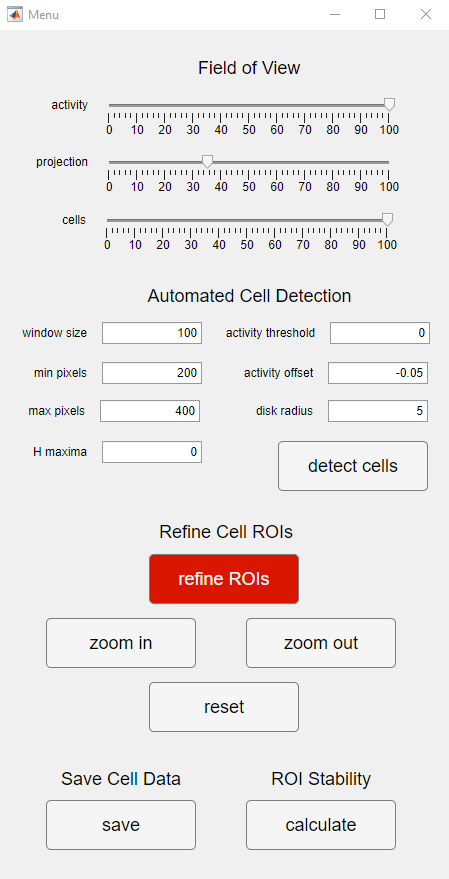 Menu
Field of View
activity
0 10 20 30 40 50 60 70 80 90 100
projection
0 10 20 30 40 50 60 70 80 90 100
cells
0 10 20 30 40 50 60 70 80 90 100
Automated Cell Detection
window size 100 activity threshold 0
min pixels 200 activity offset -0.05
max pixels 400 disk radius 5
H maxima 0
detect cells
Refine Cell ROIs
refine ROIs
zoom in zoom out
reset
Save Cell Data ROI Stability
save calculate